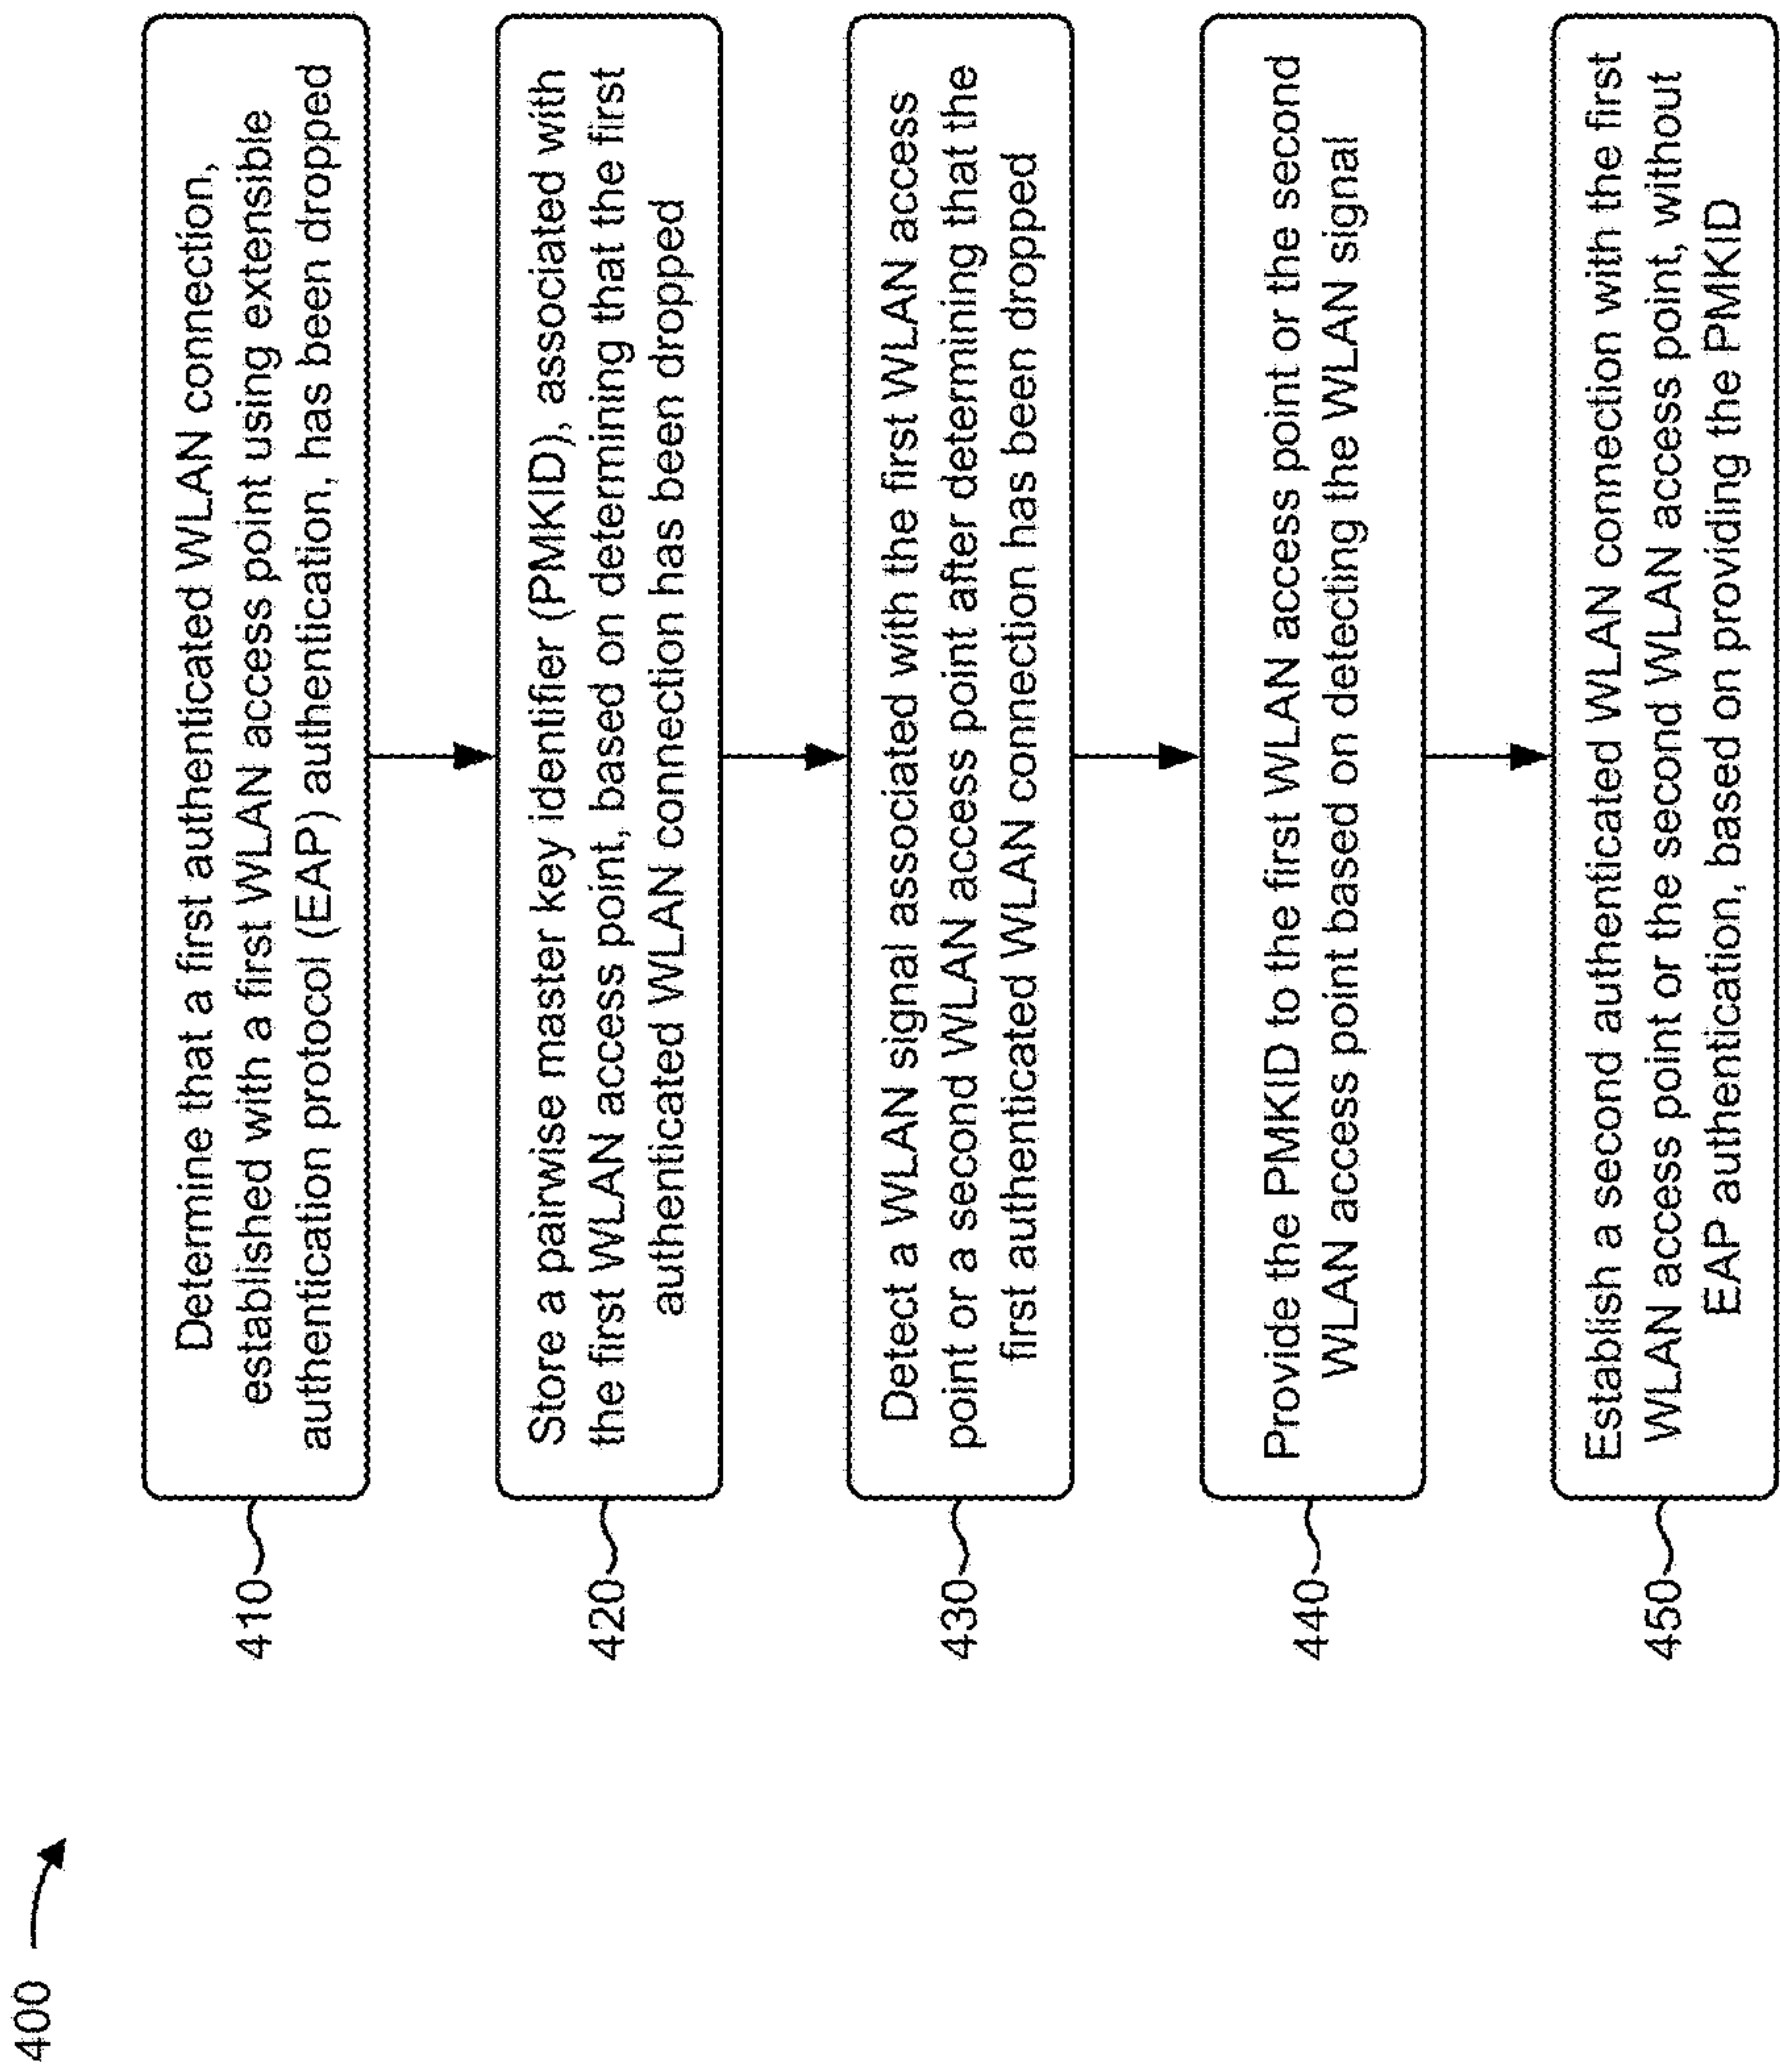 400
410
Determine that a first authenticated WLAN connection,
established with a first WLAN access point using extensible
authentication protocol (EAP) authentication, has been dropped
420
Store a pairwise master key identifier (PMKID), associated with
the first WLAN access point, based on determining that the first
authenticated WLAN connection has been dropped
430
Detect a WLAN signal associated with the first WLAN access
point or a second WLAN access point after determining that the
first authenticated WLAN connection has been dropped
440
Provide the PMKID to the first WLAN access point or the second
WLAN access point based on detecting the WLAN signal
450
Establish a second authenticated WLAN connection with the first
WLAN access point or the second WLAN access point, without
EAP authentication, based on providing the PMKID